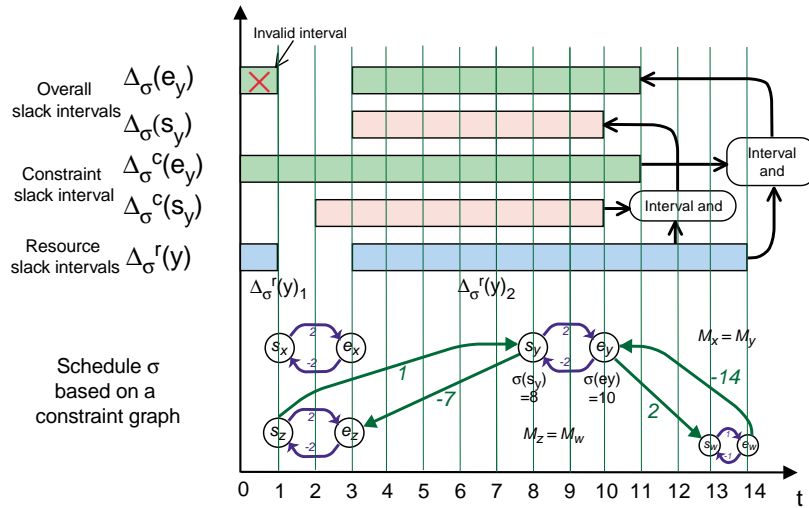 Invalid interval
Overall
slack intervals
Δσ(ey)
Δσ(sy)
Constraint
slack interval
Δσc(ey)
Δσc(sy)
Interval
and
Interval and
Resource
slack intervals
Δσr(y)
Δσr(y)1
Δσr(y)2
Schedule σ
based on a
constraint graph
sx
2
-2
ex
1
-7
sy
2
-2
ey
σ(sy)
=8
σ(ey)
=10
Mx = My
-14
2
sz
2
-2
ez
Mz = Mw
sw
1
-1
ew
0 1 2 3 4 5 6 7 8 9 10 11 12 13 14
t